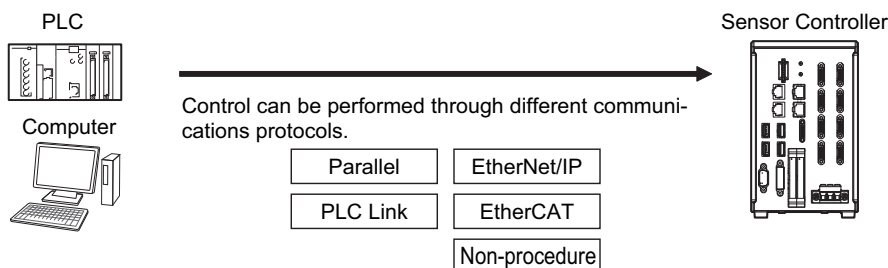 PLC
Sensor Controller
Control can be performed through different communi-
cations protocols.
Computer
Parallel
EtherNet/IP
PLC Link
EtherCAT
Non-procedure